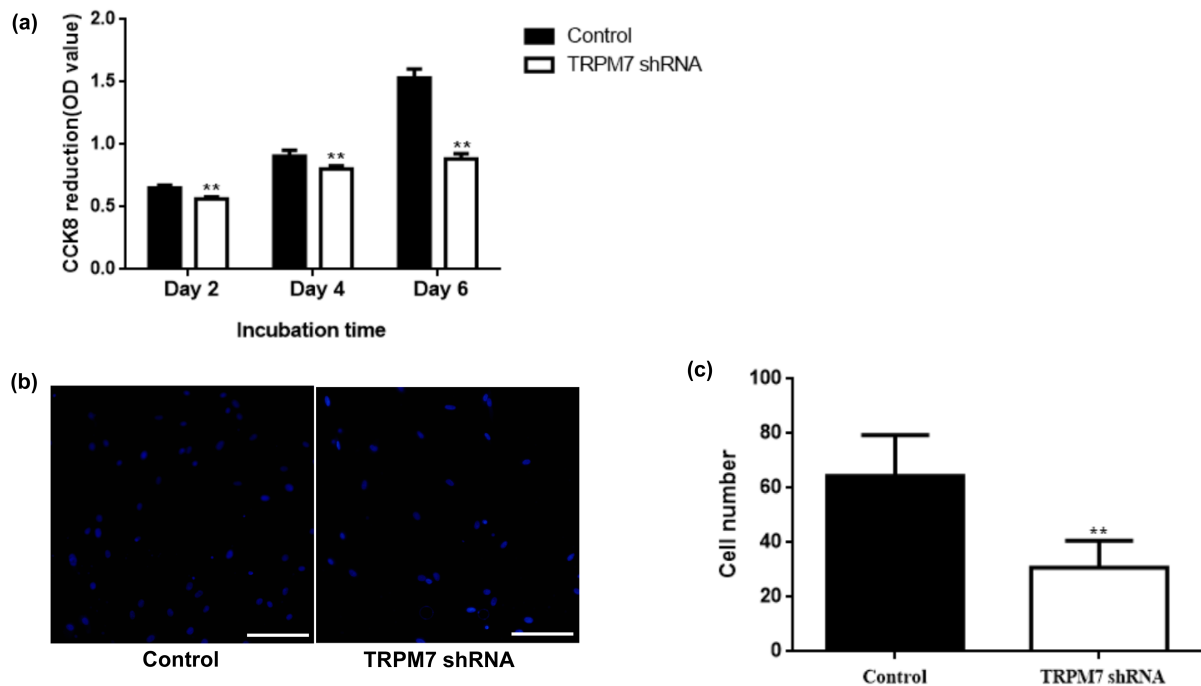 (a)
CCK8 reduction(OD value)
2.0
1.5
1.0
0.5
0.0
**
**
**
Day 2 Day 4 Day 6
Incubation time
Control
TRPM7 shRNA
(b)
Control TRPM7 shRNA
(c)
Cell number
100
80
60
40
20
0
**
Control TRPM7 shRNA